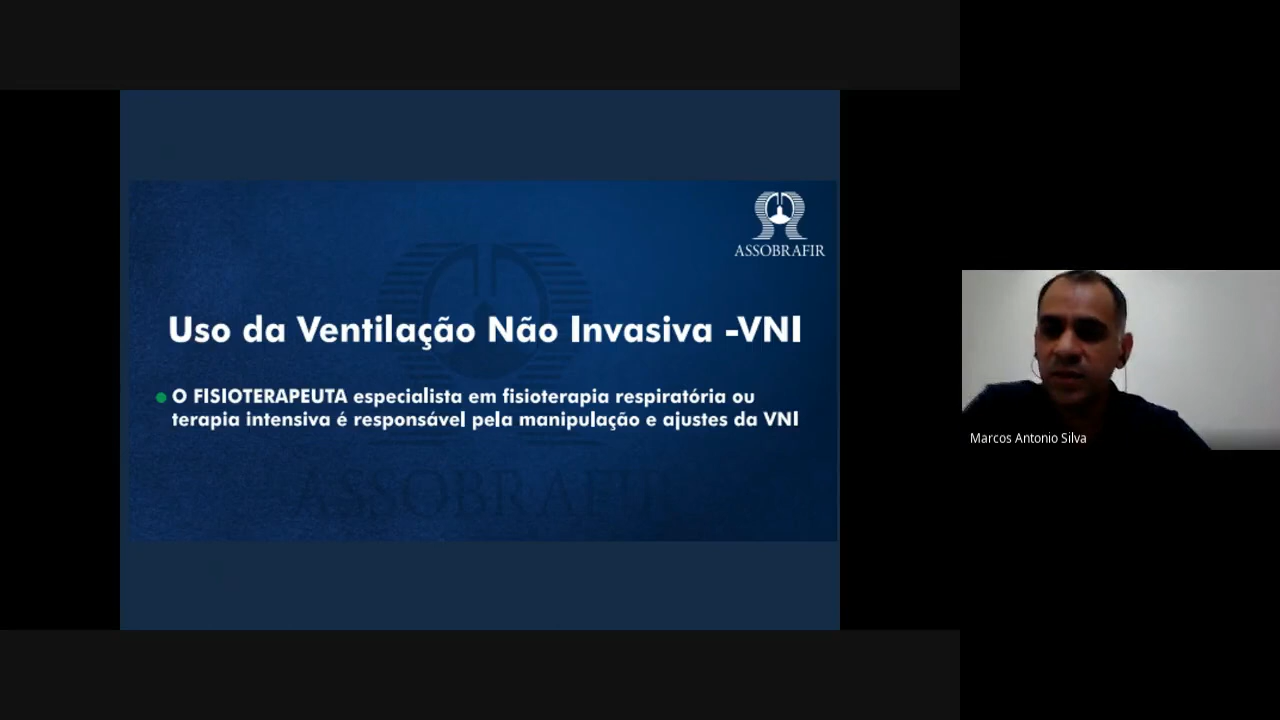 ASSOBRAFIR
Uso da Ventilação Não Invasiva -VNI
O FISIOTERAPEUTA especialista em fisioterapia respiratória ou
terapia intensiva é responsável pela manipulação e ajustes da VNI
ASSOBRAFIR
Marcos Antonio Silva